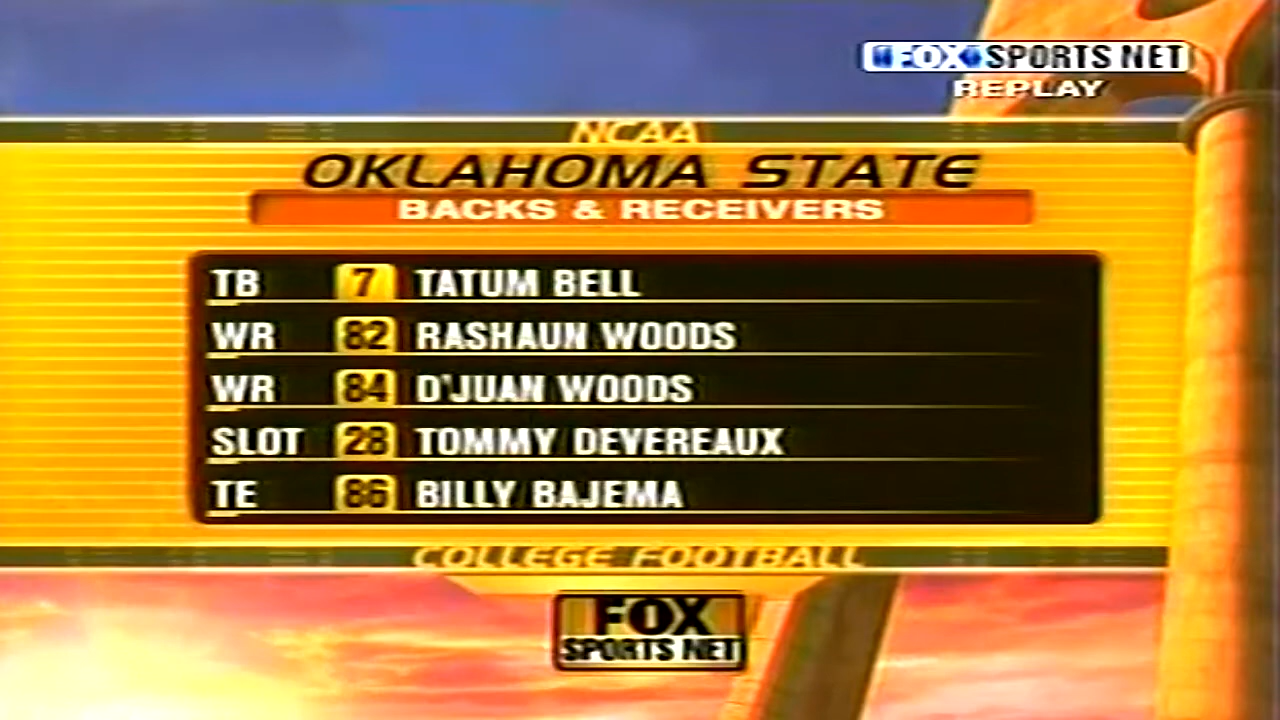 FOX SPORTS NET
REPLAY
NCAA
OKLAHOMA STATE
BACKS & RECEIVERS
TB 7 TATUM BELL
WR 82 RASHAUN WOODS
WR 84 D'JUAN WOODS
SLOT 28 TOMMY DEVEREAUX
TE 86 BILLY BAJEMA
COLLEGE FOOTBALL
FOX
SPORTS NET